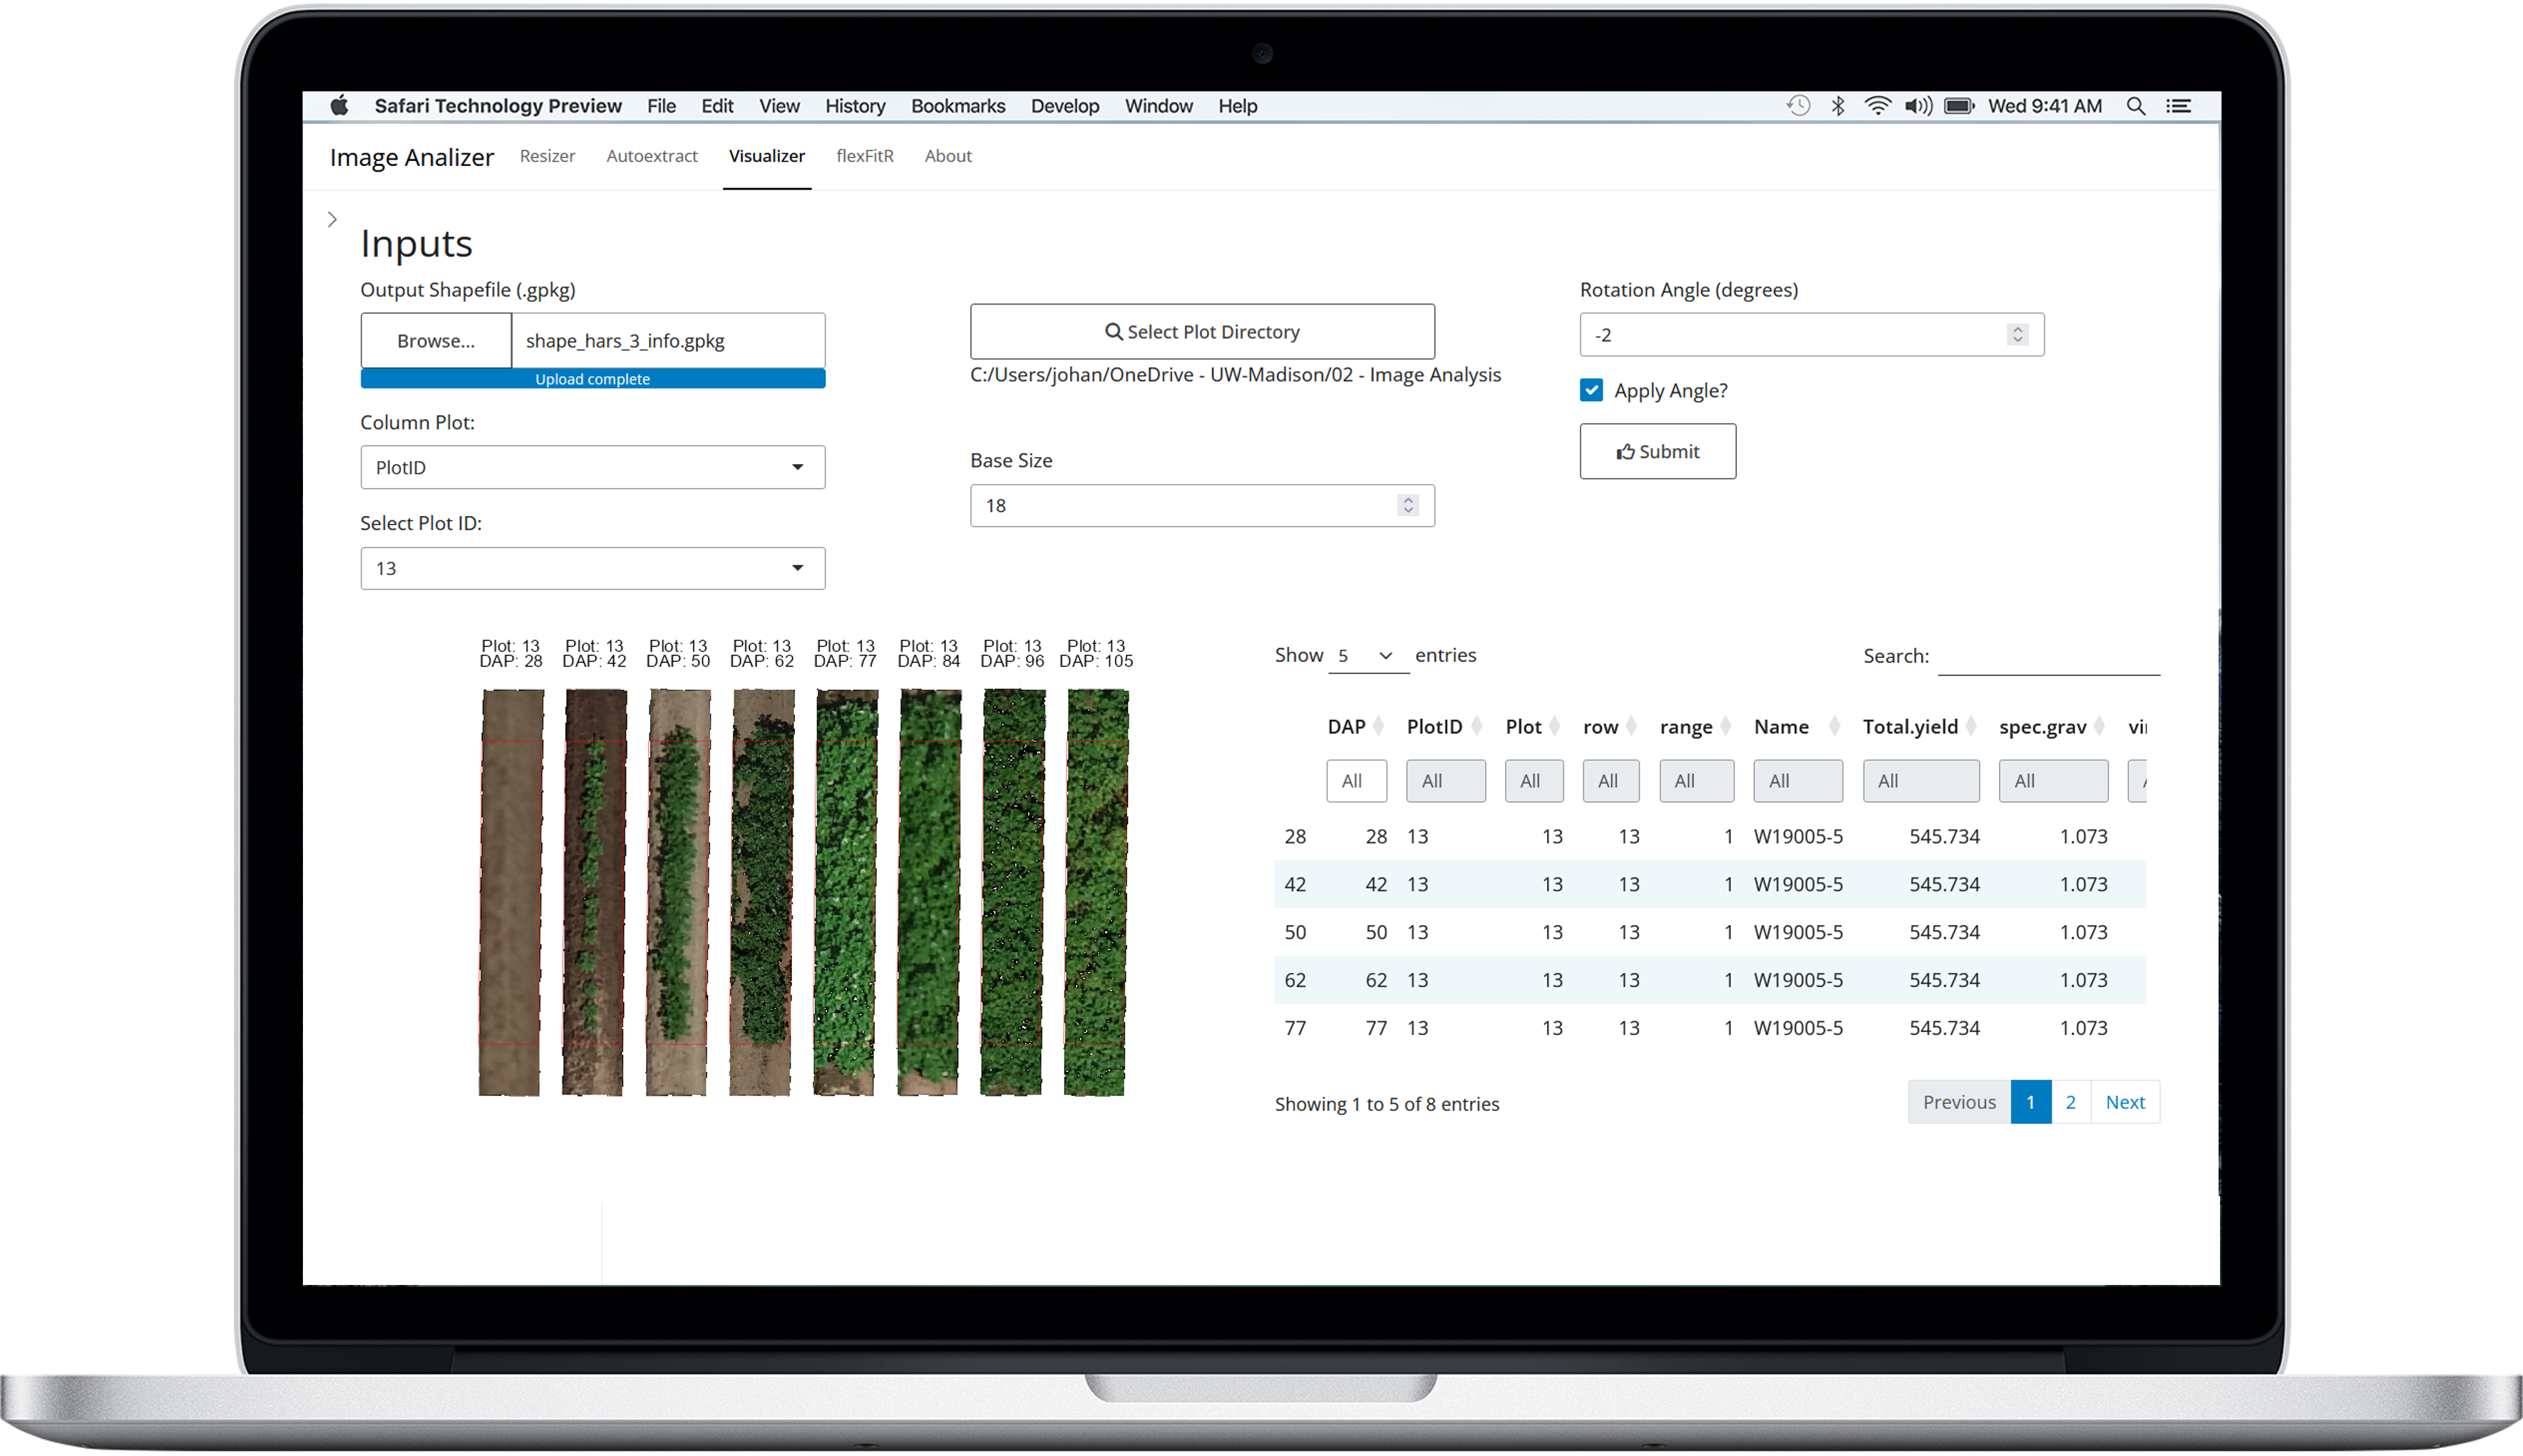 Safari Technology Preview File Edit View History Bookmarks Develop Window Help Wed 9:41 AM
Image Analizer Resizer Autoextract Visualizer flexFitR About
Inputs
Output Shapefile (.gpkg)
Browse... shape_hars_3_info.gpkg
Upload complete
Column Plot:
PlotID
Select Plot ID:
13
Select Plot Directory
C:/Users/johan/OneDrive - UW-Madison/02 - Image Analysis
Base Size
18
Rotation Angle (degrees)
-2
Apply Angle?
Submit
Plot: 13 Plot: 13 Plot: 13 Plot: 13 Plot: 13 Plot: 13 Plot: 13 Plot: 13
DAP: 28 DAP: 42 DAP: 50 DAP: 62 DAP: 77 DAP: 84 DAP: 96 DAP: 105
Show 5 entries Search:
DAP PlotID Plot row range Name Total.yield spec.grav
All All All All All All All All
28 28 13 13 13 1 W19005-5 545.734 1.073
42 42 13 13 13 1 W19005-5 545.734 1.073
50 50 13 13 13 1 W19005-5 545.734 1.073
62 62 13 13 13 1 W19005-5 545.734 1.073
77 77 13 13 13 1 W19005-5 545.734 1.073
Showing 1 to 5 of 8 entries
Previous 1 2 Next